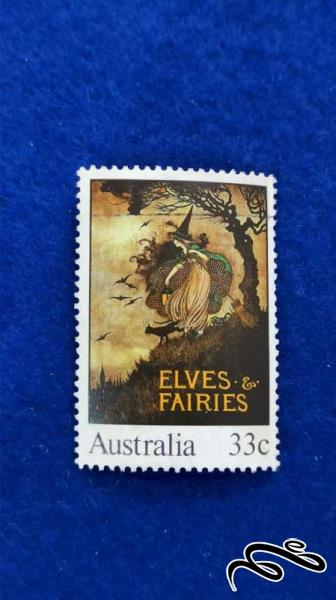 ELVES · &
FAIRIES
Australia 33c